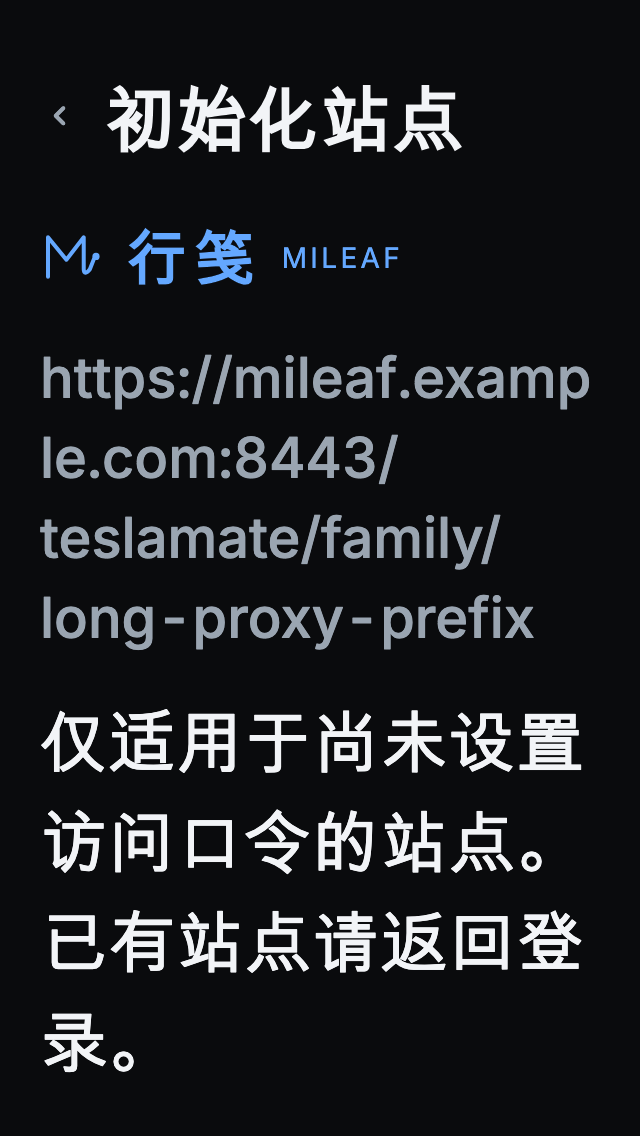 初始化站点
行笺 MILEAF
https://mileaf.examp
le.com:8443/
teslamate/family/
long-proxy-prefix
仅适用于尚未设置
访问口令的站点。
已有站点请返回登
录。